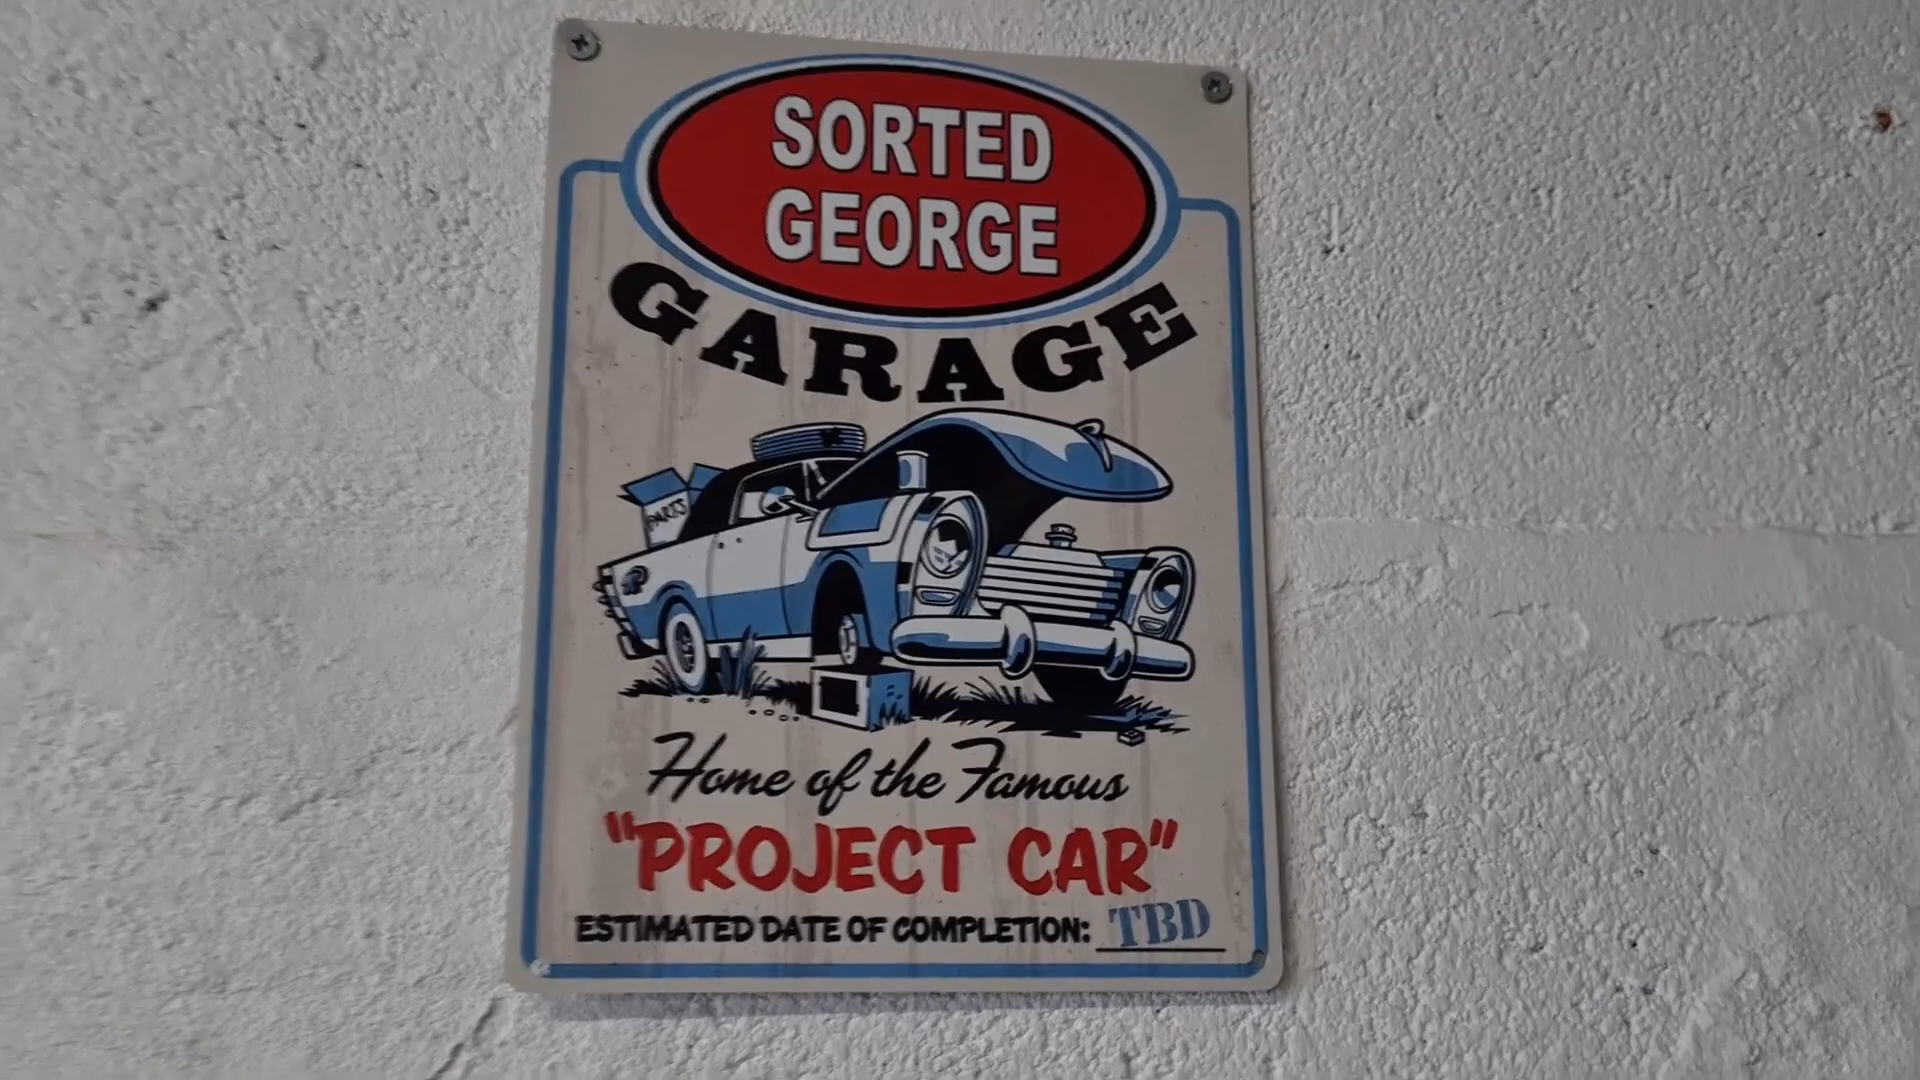 SORTED
GEORGE
GARAGE
PARTS
Home of the Famous
"PROJECT CAR"
ESTIMATED DATE OF COMPLETION: TBD